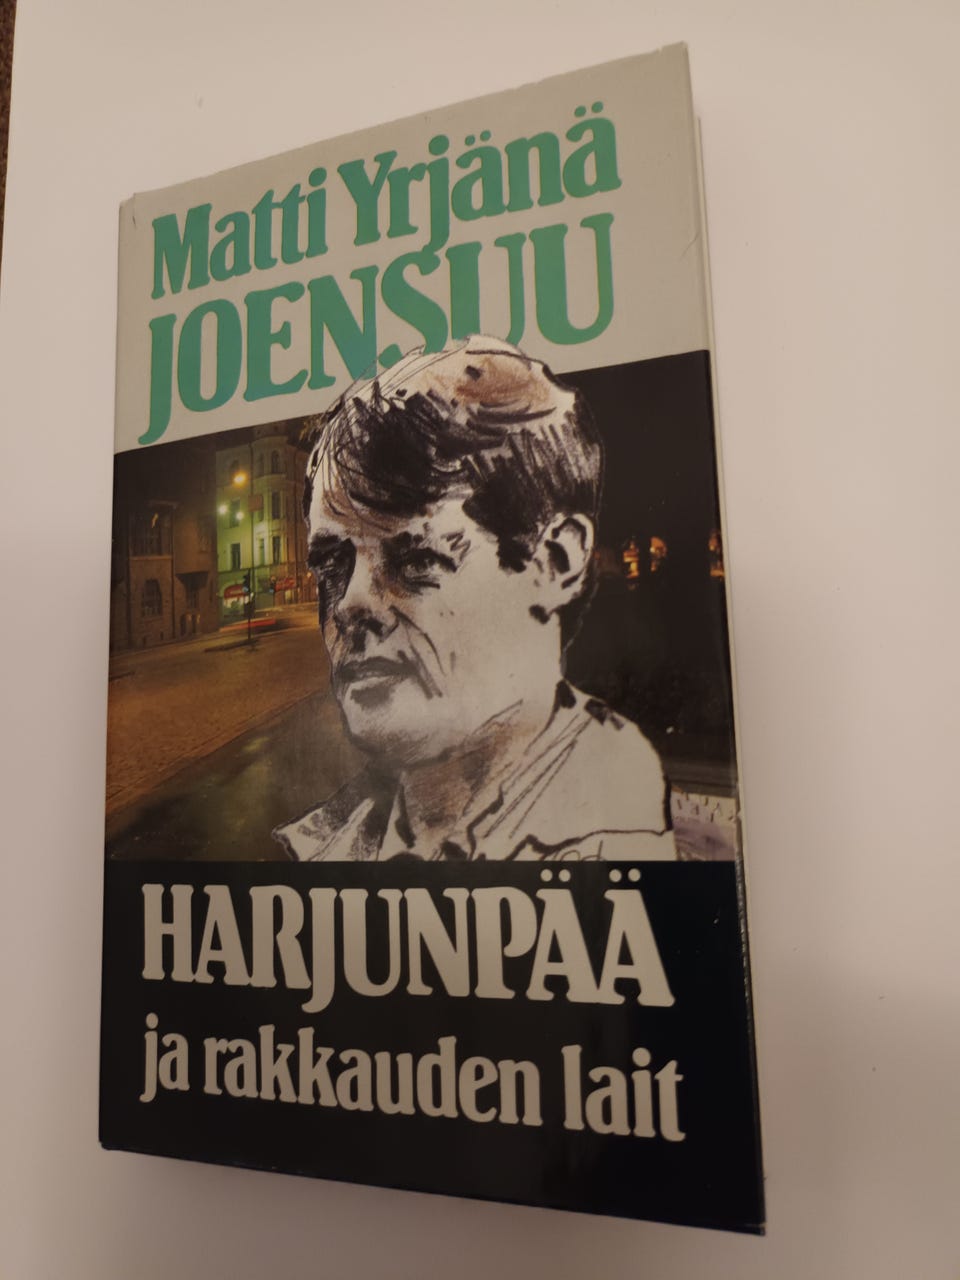 Matti Yrjänä
JOENSUU
HARJUNPÄÄ
ja rakkauden lait